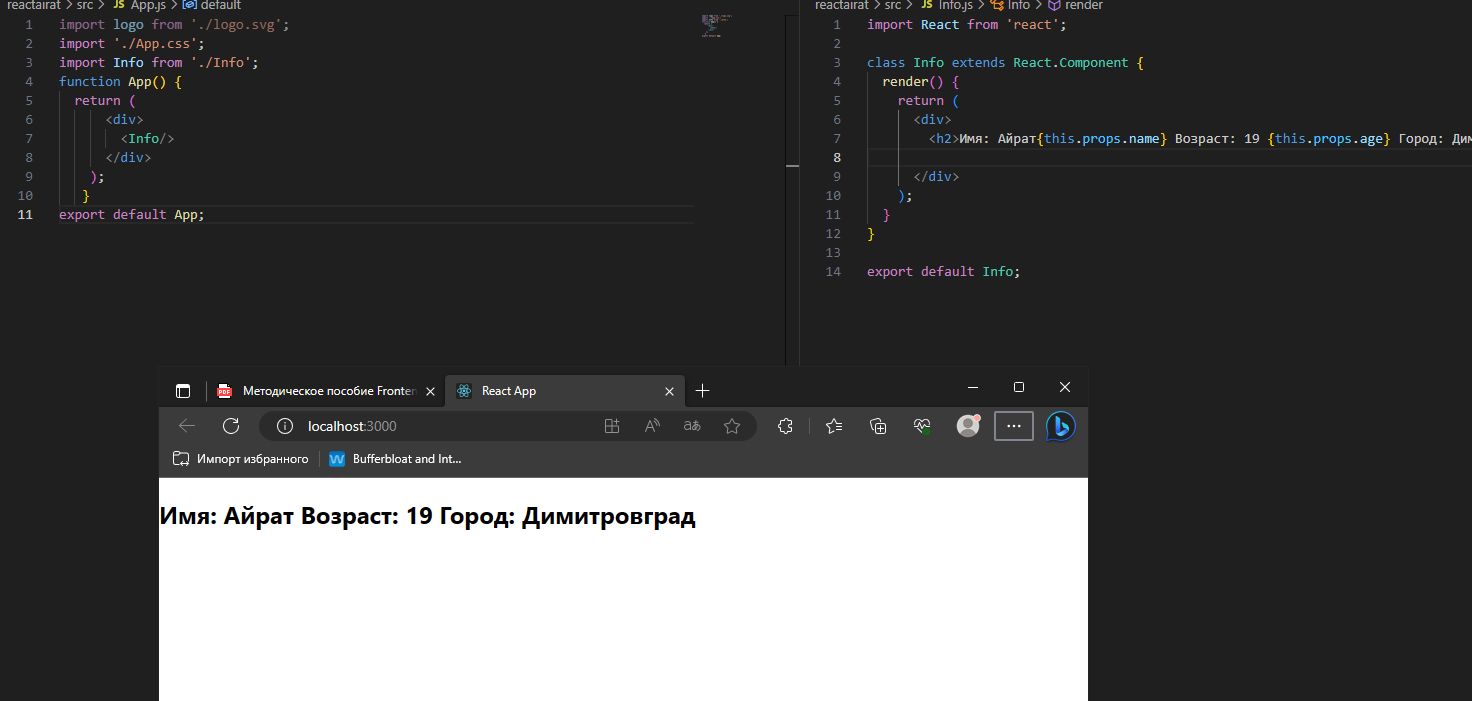 reactairat > src > JS App.js > default
1 import logo from './logo.svg';
2 import './App.css';
3 import Info from './Info';
4 function App() {
5 return (
6 <div>
7 <Info/>
8 </div>
9 );
10 }
11 export default App;
reactairat > src > JS Info.js > Info > render
1 import React from 'react';
2
3 class Info extends React.Component {
4 render() {
5 return (
6 <div>
7 <h2>Имя: Айрат{this.props.name} Возраст: 19 {this.props.age} Город: Дим
8
9 </div>
10 );
11 }
12 }
13
14 export default Info;
PDF Методическое пособие Fronten
React App
localhost:3000
Импорт избранного
W Bufferbloat and Int...
Имя: Айрат Возраст: 19 Город: Димитровград